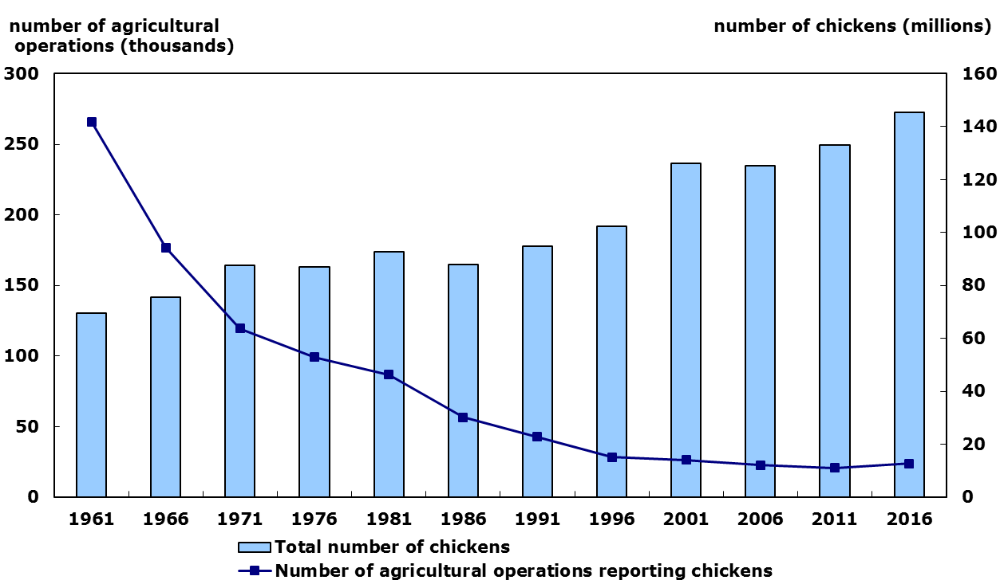 number of agricultural
operations (thousands)
number of chickens (millions)
300
250
200
150
100
50
0
160
140
120
100
80
60
40
20
0
1961 1966 1971 1976 1981 1986 1991 1996 2001 2006 2011 2016
Total number of chickens
Number of agricultural operations reporting chickens